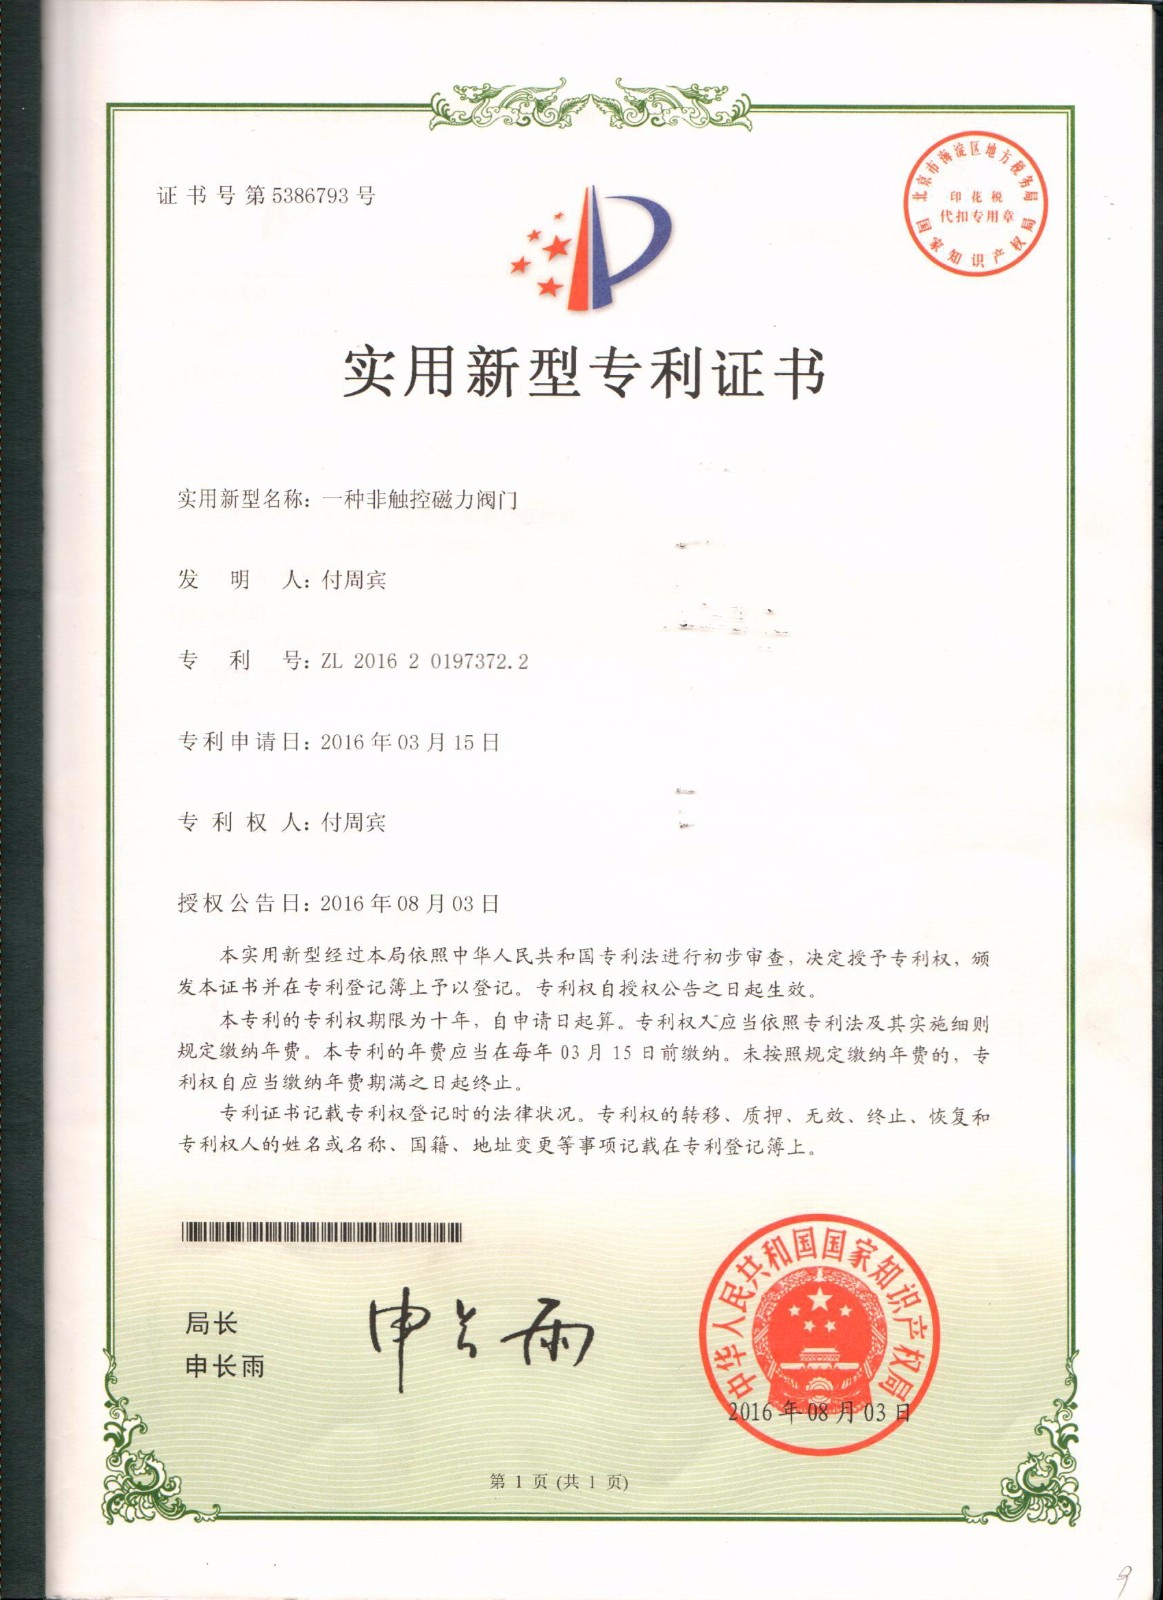 证书号第5386793号
北京市海淀区地方税务局
印花税
代扣专用章
国家知识产权局
实用新型专利证书
实用新型名称：一种非触控磁力阀门
发明人：付周宾
专利号：ZL 2016 2 0197372.2
专利申请日：2016年03月15日
专利权人：付周宾
授权公告日：2016年08月03日
本实用新型经过本局依照中华人民共和国专利法进行初步审查，决定授予专利权，颁
发本证书并在专利登记簿上予以登记。专利权自授权公告之日起生效。
本专利的专利权期限为十年，自申请日起算。专利权人应当依照专利法及其实施细则
规定缴纳年费。本专利的年费应当在每年03月15日前缴纳。未按照规定缴纳年费的，专
利权自应当缴纳年费期满之日起终止。
专利证书记载专利权登记时的法律状况。专利权的转移、质押、无效、终止、恢复和
专利权人的姓名或名称、国籍、地址变更等事项记载在专利登记簿上。
局长
申长雨
申长雨
中华人民共和国国家知识产权局
2016年08月03日
第1页(共1页)